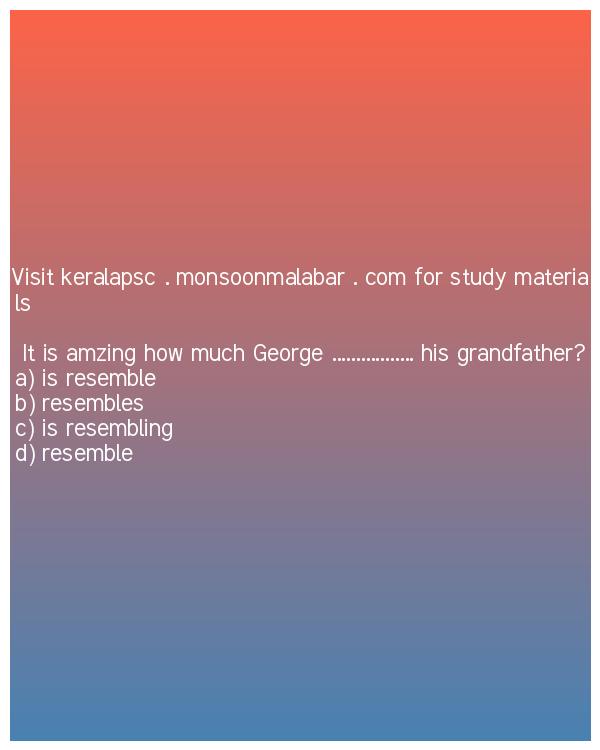 Visit keralapsc . monsoonmalabar . com for study materia
ls
It is amzing how much George ................. his grandfather?
a) is resemble
b) resembles
c) is resembling
d) resemble